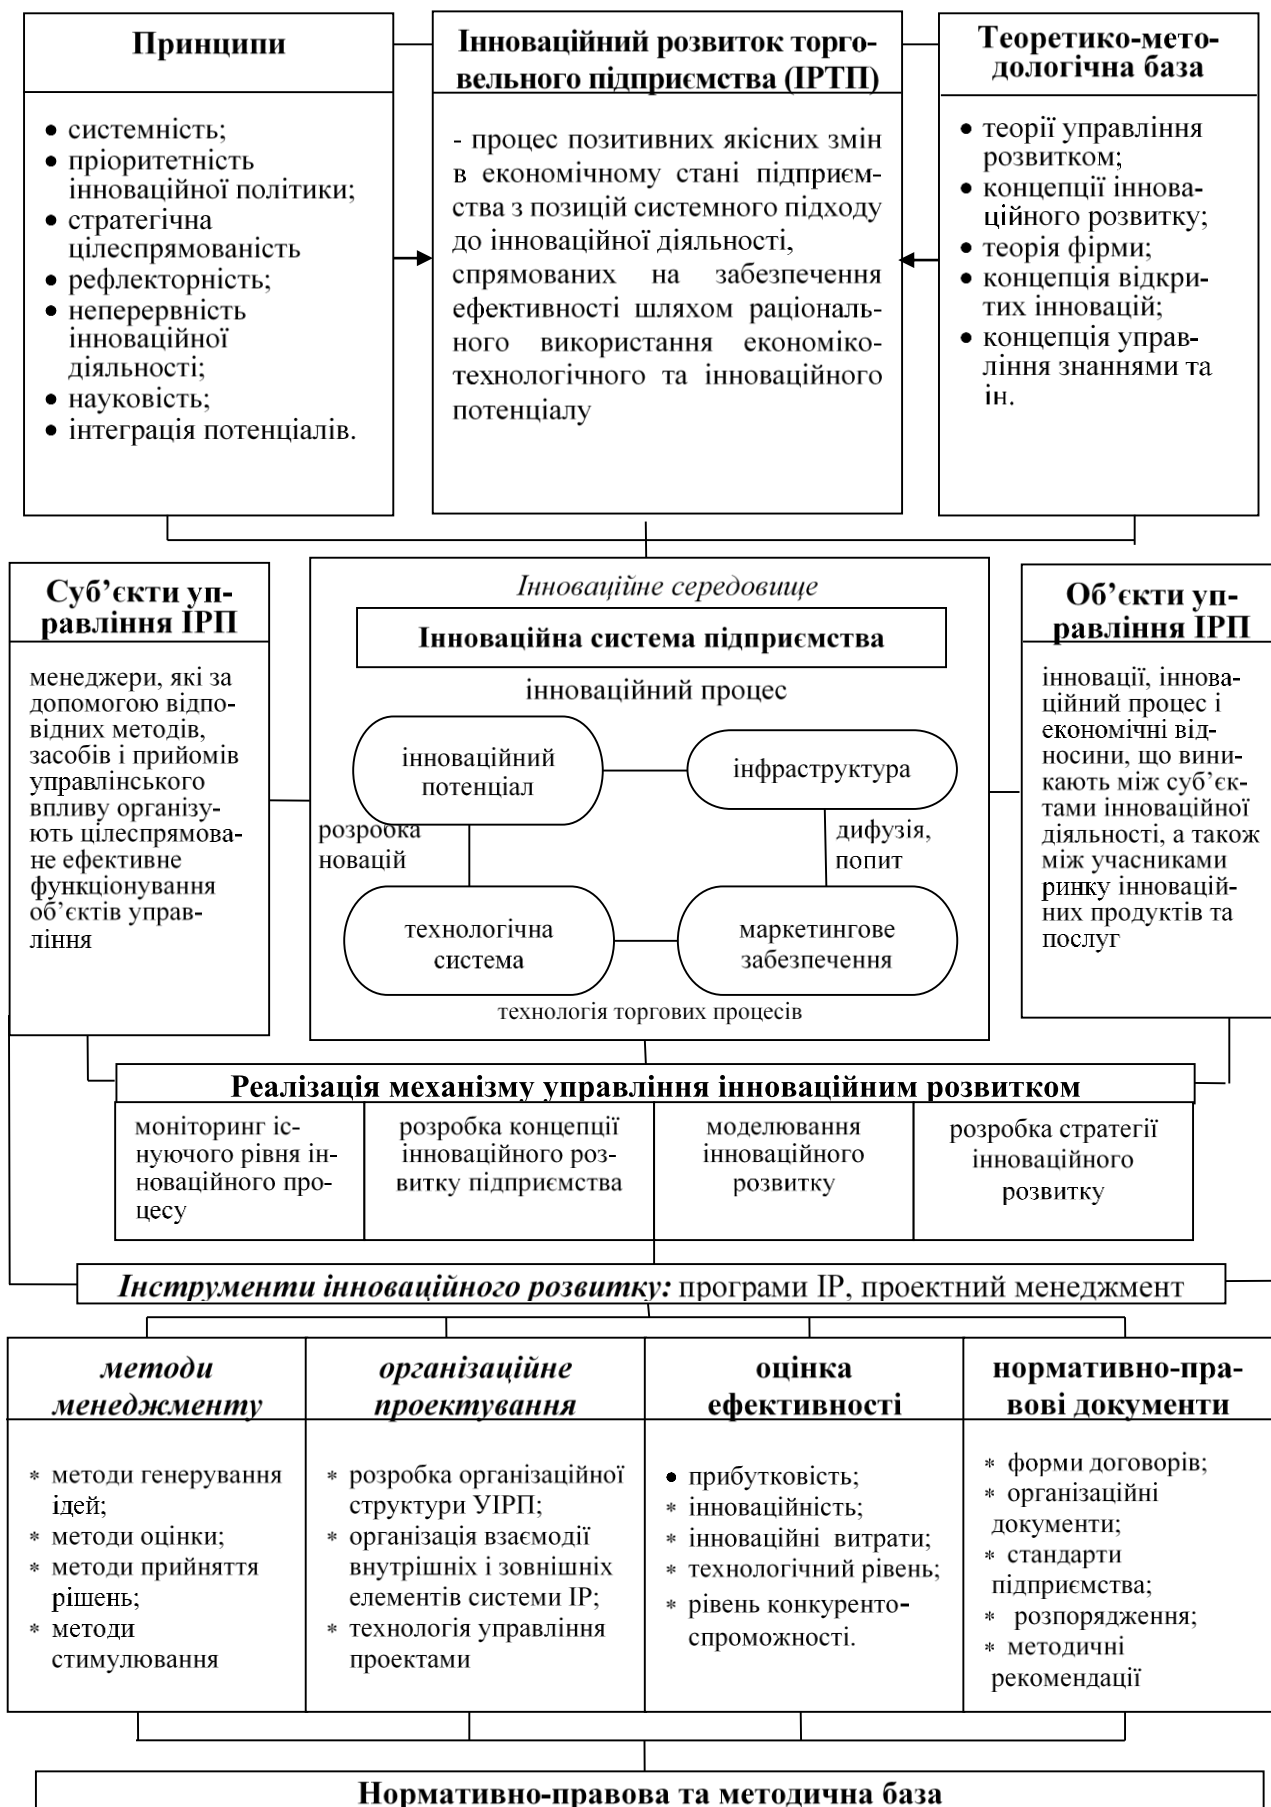 Принципи
системність;
пріоритетність
інноваційної політики;
стратегічна
цілеспрямованість
рефлекторність;
неперервність
інноваційної
діяльності;
науковість;
інтеграція потенціалів.
Інноваційний розвиток торго-
вельного підприємства (ІРТП)
- процес позитивних якісних змін
в економічному стані підприєм-
ства з позицій системного підходу
до інноваційної діяльності,
спрямованих на забезпечення
ефективності шляхом раціональ-
ного використання економіко-
технологічного та інноваційного
потенціалу
Теоретико-мето-
дологічна база
теорії управління
розвитком;
концепції іннова-
ційного розвитку;
теорія фірми;
концепція відкри-
тих інновацій;
концепція управ-
ління знаннями та
ін.
Суб’єкти уп-
равління ІРП
менеджери, які за
допомогою відпо-
відних методів,
засобів і прийомів
управлінського
впливу організу-
ють цілеспрямова-
не ефективне
функціонування
об’єктів управ-
ління
Інноваційне середовище
Інноваційна система підприємства
інноваційний процес
інноваційний
потенціал
інфраструктура
розробка
новацій
дифузія,
попит
технологічна
система
маркетингове
забезпечення
технологія торгових процесів
Об’єкти уп-
равління ІРП
інновації, іннова-
ційний процес і
економічні від-
носини, що вини-
кають між суб’єк-
тами інноваційної
діяльності, а також
між учасниками
ринку інновацій-
них продуктів та
послуг
Реалізація механізму управління інноваційним розвитком
моніторинг іс-
нуючого рівня ін-
новаційного про-
цесу
розробка концепції
інноваційного роз-
витку підприємства
моделювання
інноваційного
розвитку
розробка стратегії
інноваційного
розвитку
Інструменти інноваційного розвитку: програми ІР, проектний менеджмент
методи
менеджменту
* методи генерування
ідей;
* методи оцінки;
* методи прийняття
рішень;
* методи
стимулювання
організаційне
проектування
* розробка організаційної
структури УІРП;
* організація взаємодії
внутрішніх і зовнішніх
елементів системи ІР;
* технологія управління
проектами
оцінка
ефективності
прибутковість;
* інноваційність;
* інноваційні витрати;
* технологічний рівень;
* рівень конкуренто-
спроможності.
нормативно-пра-
вові документи
* форми договорів;
* організаційні
документи;
* стандарти
підприємства;
* розпорядження;
* методичні
рекомендації
Нормативно-правова та методична база